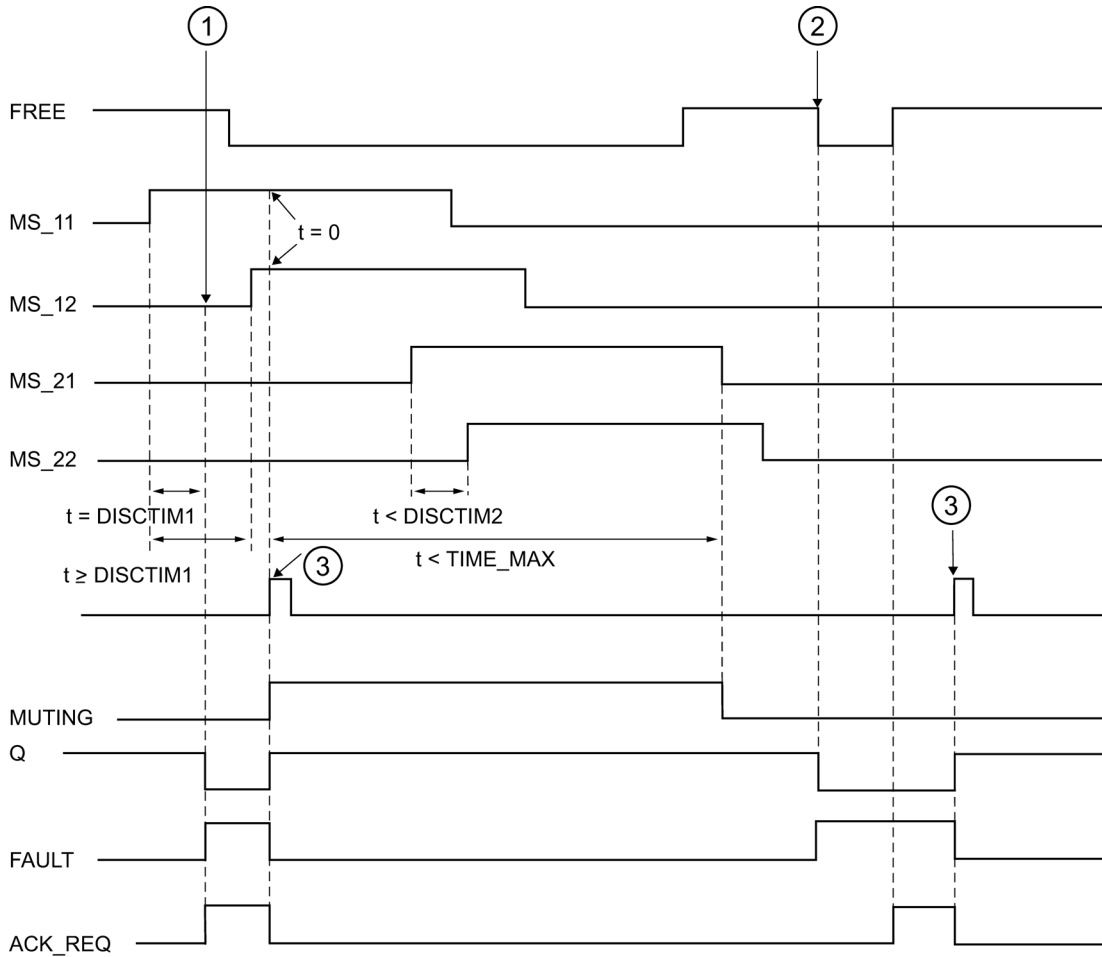 1
2
FREE
MS_11
t = 0
MS_12
MS_21
MS_22
t = DISCTIM1
t < DISCTIM2
3
t < TIME_MAX
t ≥ DISCTIM1
3
MUTING
Q
FAULT
ACK_REQ